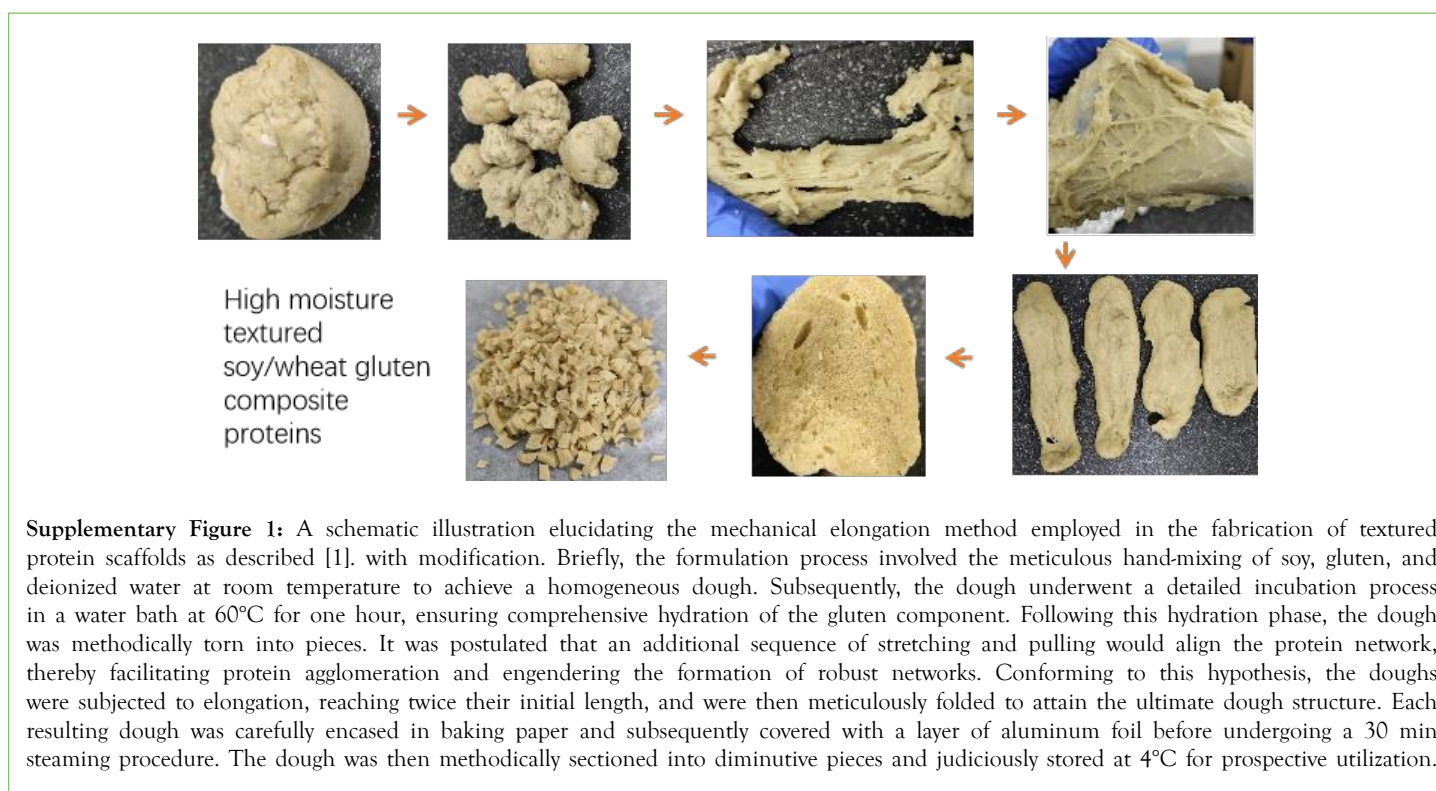 High moisture
textured
soy/wheat gluten
composite
proteins
Supplementary Figure 1: A schematic illustration elucidating the mechanical elongation method employed in the fabrication of textured
protein scaffolds as described [1]. with modification. Briefly, the formulation process involved the meticulous hand-mixing of soy, gluten, and
deionized water at room temperature to achieve a homogeneous dough. Subsequently, the dough underwent a detailed incubation process
in a water bath at 60°C for one hour, ensuring comprehensive hydration of the gluten component. Following this hydration phase, the dough
was methodically torn into pieces. It was postulated that an additional sequence of stretching and pulling would align the protein network,
thereby facilitating protein agglomeration and engendering the formation of robust networks. Conforming to this hypothesis, the doughs
were subjected to elongation, reaching twice their initial length, and were then meticulously folded to attain the ultimate dough structure. Each
resulting dough was carefully encased in baking paper and subsequently covered with a layer of aluminum foil before undergoing a 30 min
steaming procedure. The dough was then methodically sectioned into diminutive pieces and judiciously stored at 4°C for prospective utilization.